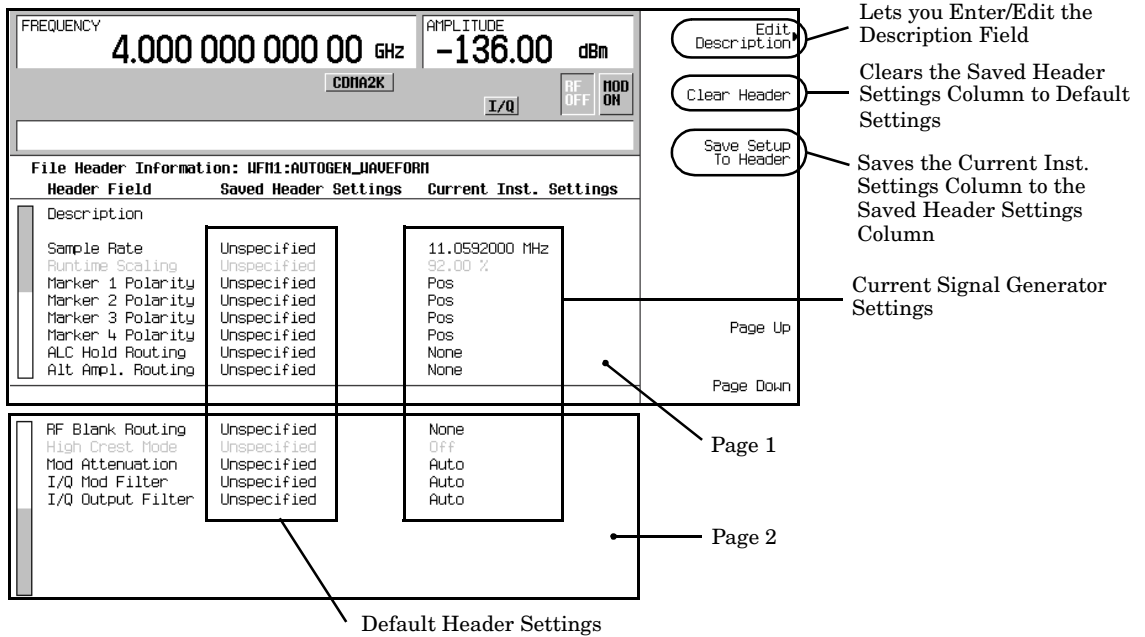 FREQUENCY
4.000 000 000 00 GHz
AMPLITUDE
-136.00 dBm
CDMA2K
I/Q
RF OFF
MOD ON
File Header Information: WFM1:AUTOGEN_WAVEFORM
Header Field Saved Header Settings Current Inst. Settings
Description
Sample Rate Unspecified 11.0592000 MHz
Runtime Scaling Unspecified 92.00 %
Marker 1 Polarity Unspecified Pos
Marker 2 Polarity Unspecified Pos
Marker 3 Polarity Unspecified Pos
Marker 4 Polarity Unspecified Pos
ALC Hold Routing Unspecified None
Alt Ampl. Routing Unspecified None
RF Blank Routing Unspecified None
High Crest Mode Unspecified Off
Mod Attenuation Unspecified Auto
I/Q Mod Filter Unspecified Auto
I/Q Output Filter Unspecified Auto
Edit
Description
Clear Header
Save Setup
To Header
Page Up
Page Down
Lets you Enter/Edit the
Description Field
Clears the Saved Header
Settings Column to Default
Settings
Saves the Current Inst.
Settings Column to the
Saved Header Settings
Column
Current Signal Generator
Settings
Page 1
Page 2
Default Header Settings